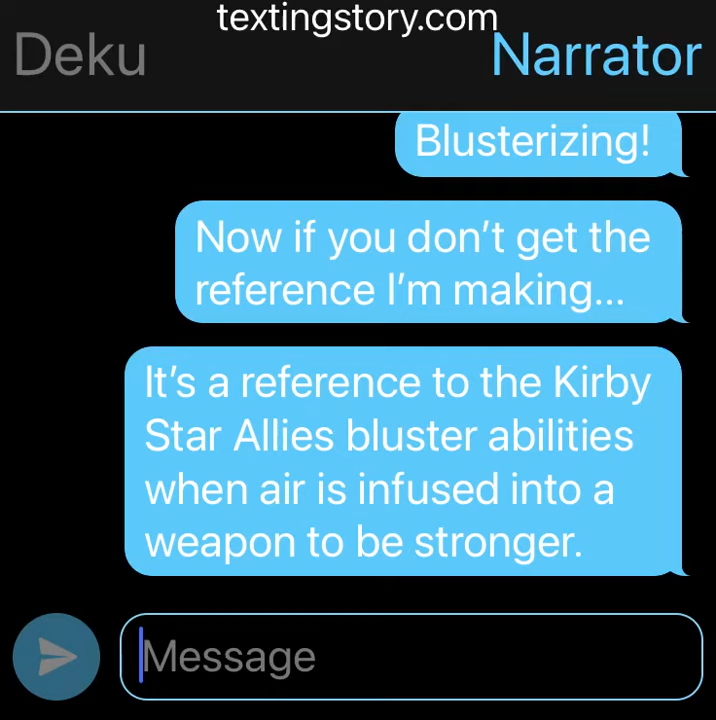 textingstory.com
Deku
Narrator
Blusterizing!
Now if you don’t get the
reference I’m making...
It’s a reference to the Kirby
Star Allies bluster abilities
when air is infused into a
weapon to be stronger.
Message